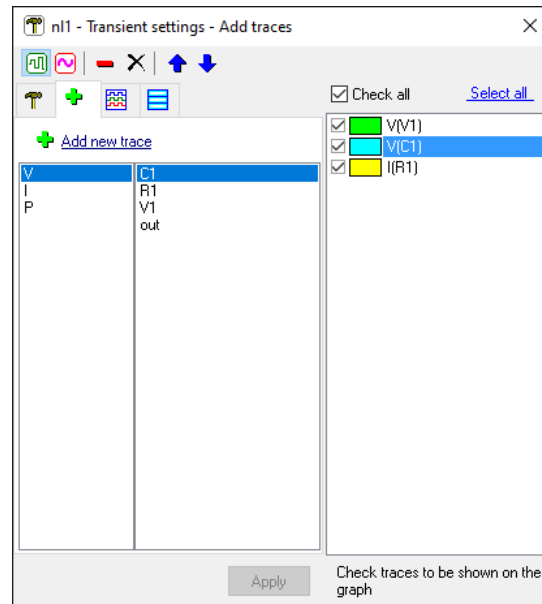 nl1 - Transient settings - Add traces
Check all
Select all
Add new trace
V
I
P
C1
R1
V1
out
V(V1)
V(C1)
I(R1)
Apply
Check traces to be shown on the
graph